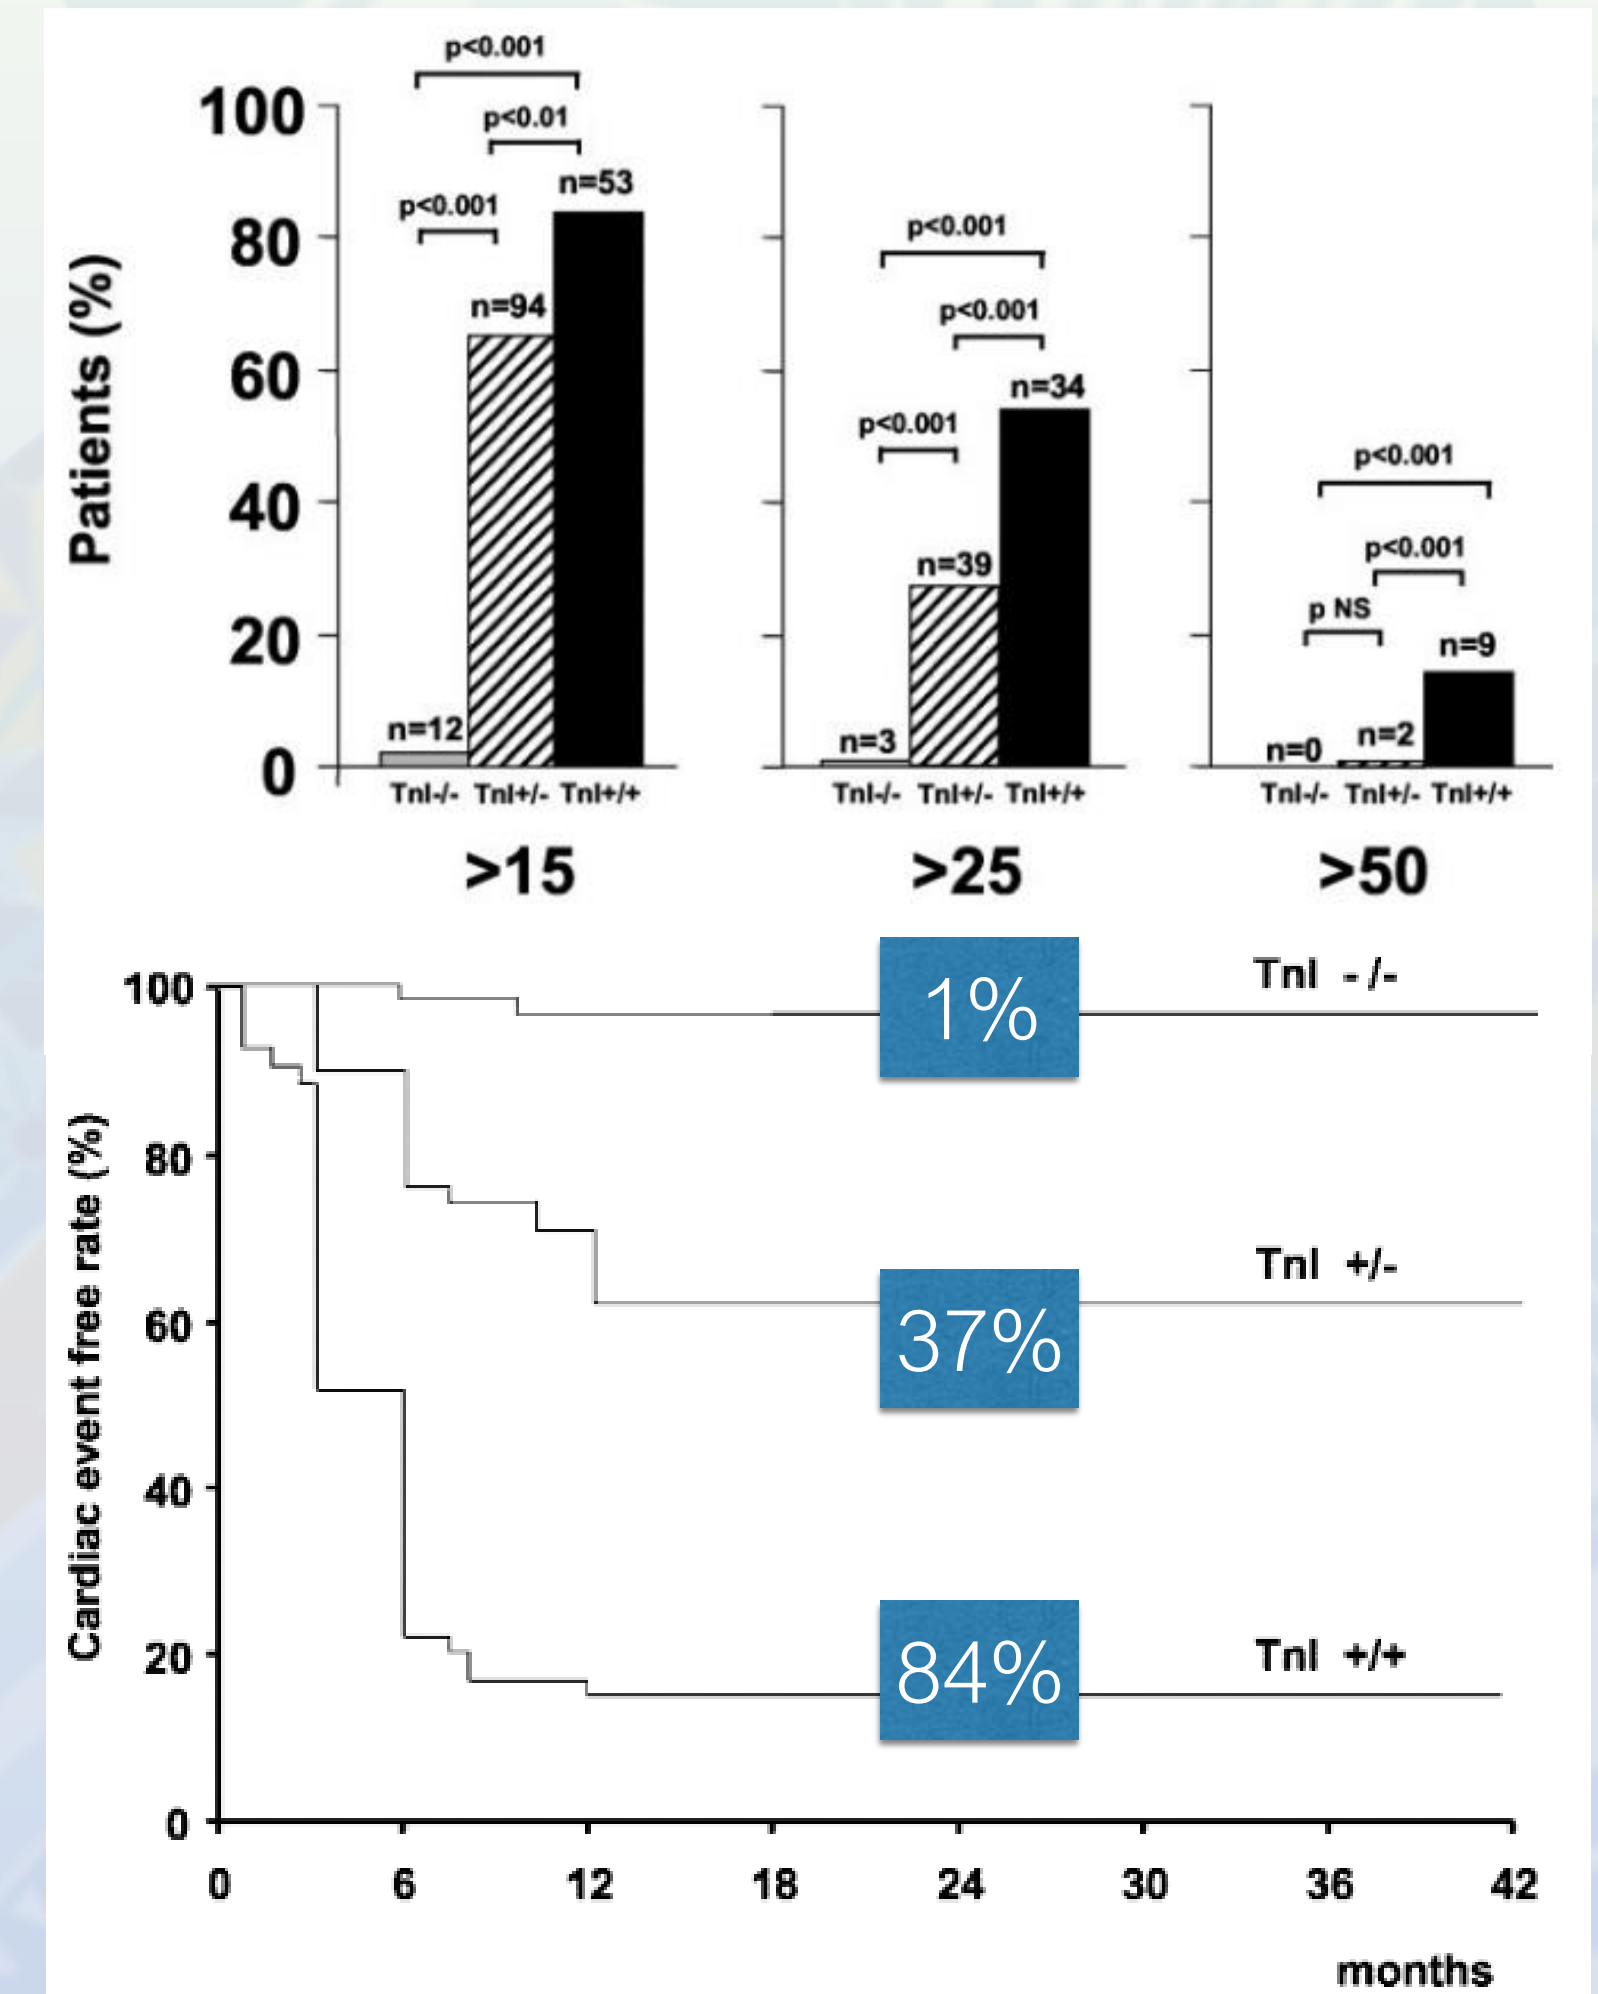 p<0.001
p<0.01
p<0.001
n=53
n=94
n=12
p<0.001
p<0.001
p<0.001
n=34
n=39
n=3
p<0.001
p<0.001
p NS
n=9
n=2
n=0
Patients (%)
100
80
60
40
20
0
TnI-/- TnI+/- TnI+/+
TnI-/- TnI+/- TnI+/+
TnI-/- TnI+/- TnI+/+
>15
>25
>50
Cardiac event free rate (%)
100
80
60
40
20
0
1%
TnI -/-
37%
TnI +/-
84%
TnI +/+
0 6 12 18 24 30 36 42
months